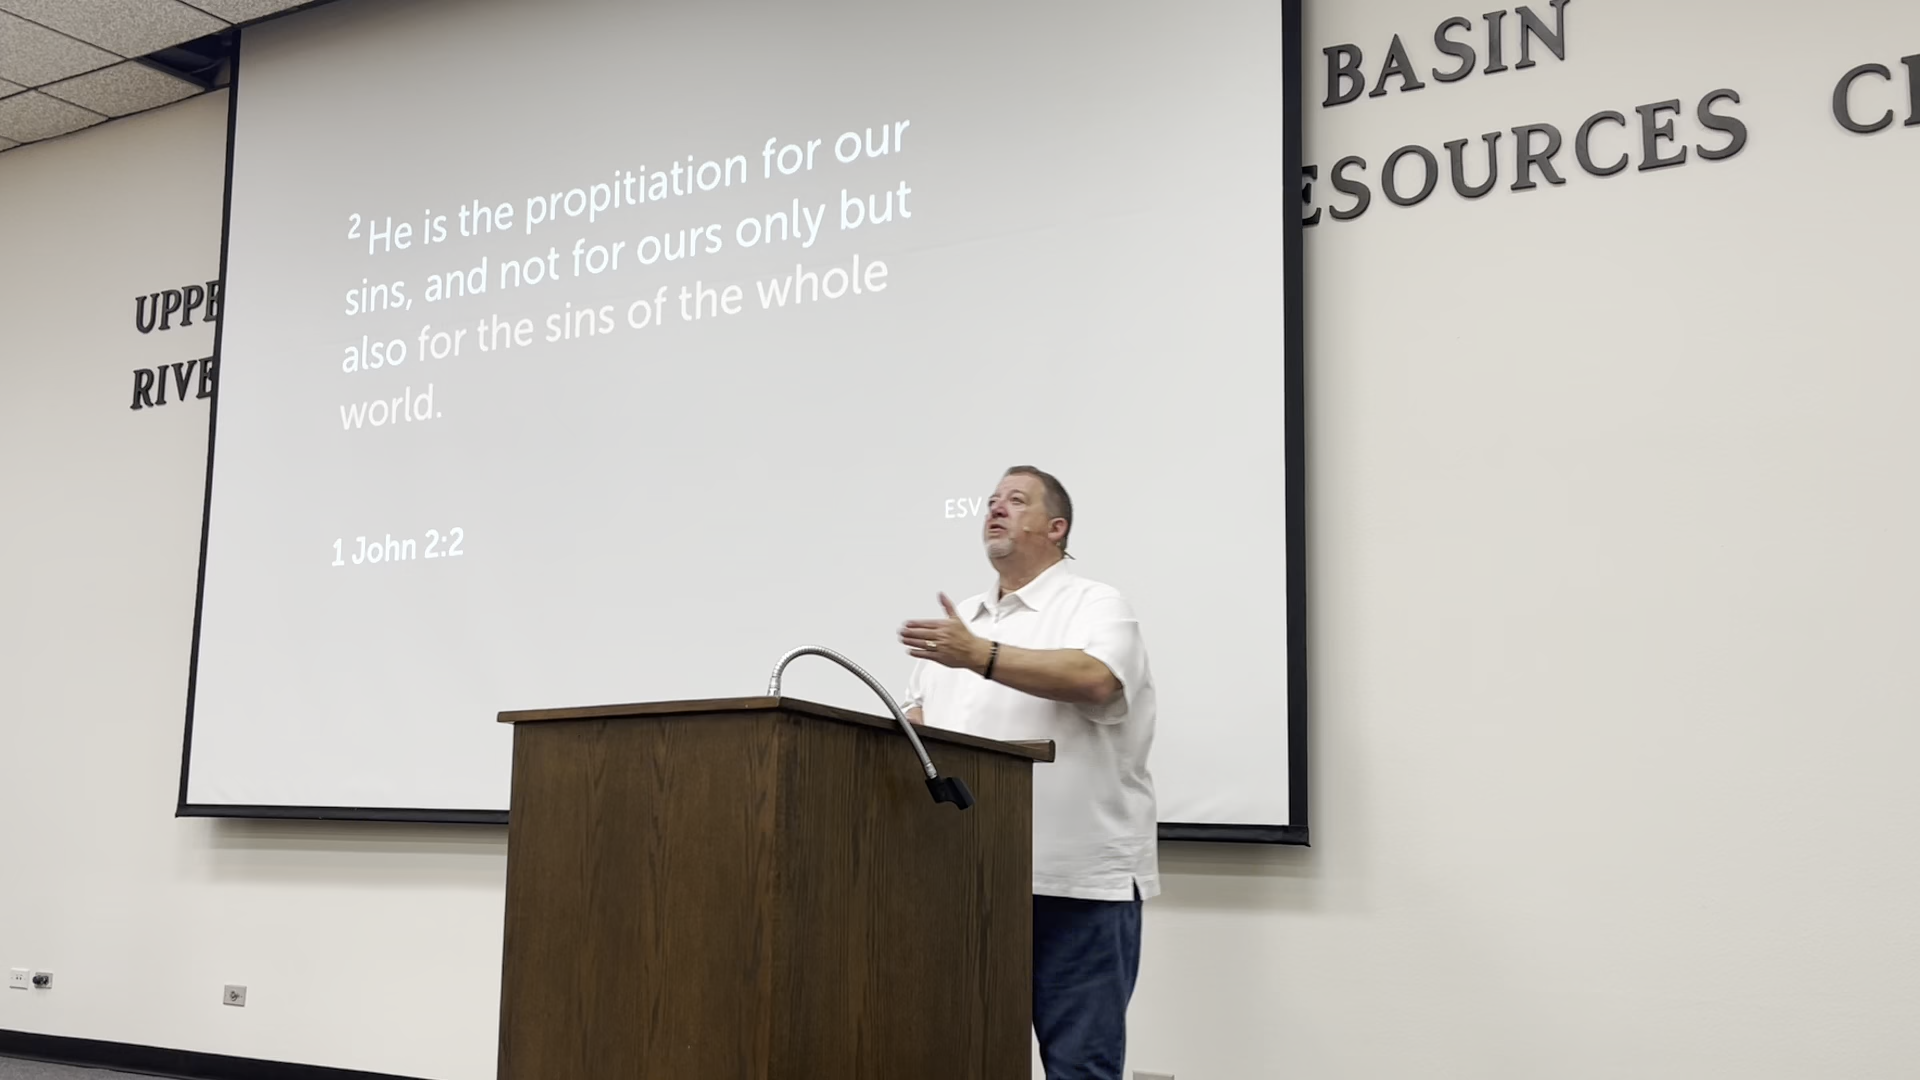 BASIN
ESOURCES
UPPE
RIVE
² He is the propitiation for our
sins, and not for ours only but
also for the sins of the whole
world.
ESV
1 John 2:2